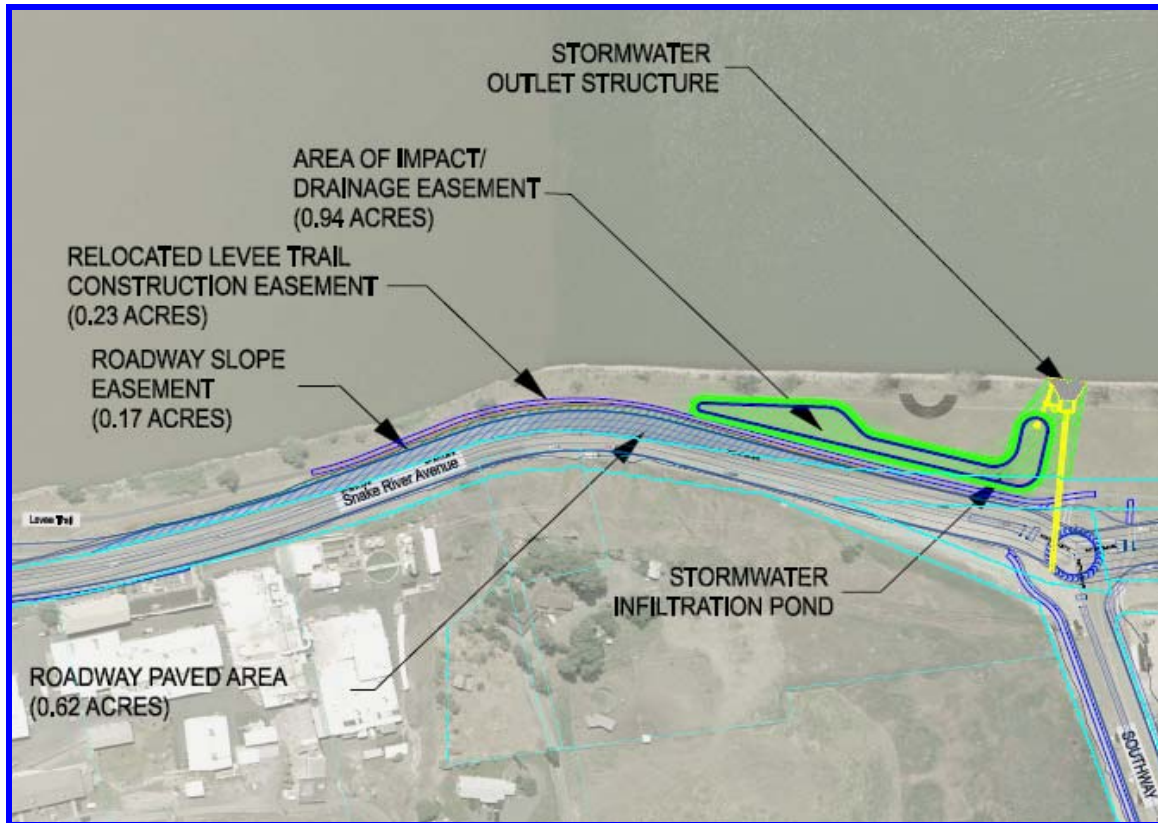 STORMWATER
OUTLET STRUCTURE
AREA OF IMPACT/
DRAINAGE EASEMENT
(0.94 ACRES)
RELOCATED LEVEE TRAIL
CONSTRUCTION EASEMENT
(0.23 ACRES)
ROADWAY SLOPE
EASEMENT
(0.17 ACRES)
Snake River Avenue
Levee Trail
STORMWATER
INFILTRATION POND
ROADWAY PAVED AREA
(0.62 ACRES)
SOUTHWAY